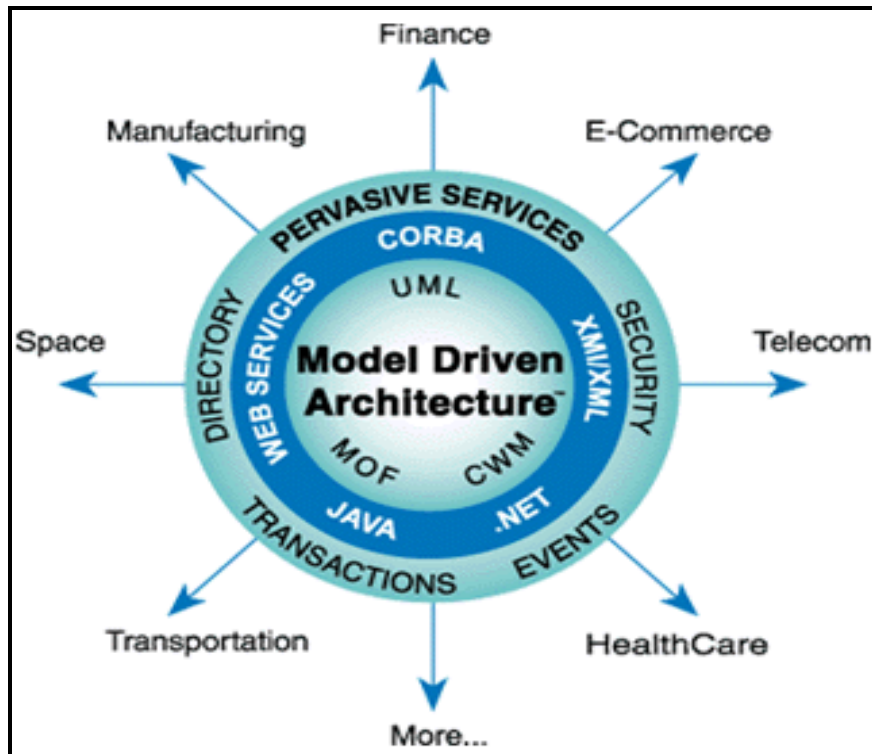 Finance
Manufacturing
E-Commerce
PERVASIVE SERVICES
CORBA
UML
DIRECTORY
WEB SERVICES
XMI/XML
SECURITY
Space
Model Driven
Architecture™
Telecom
MOF
CWM
JAVA
.NET
TRANSACTIONS
EVENTS
Transportation
HealthCare
More...